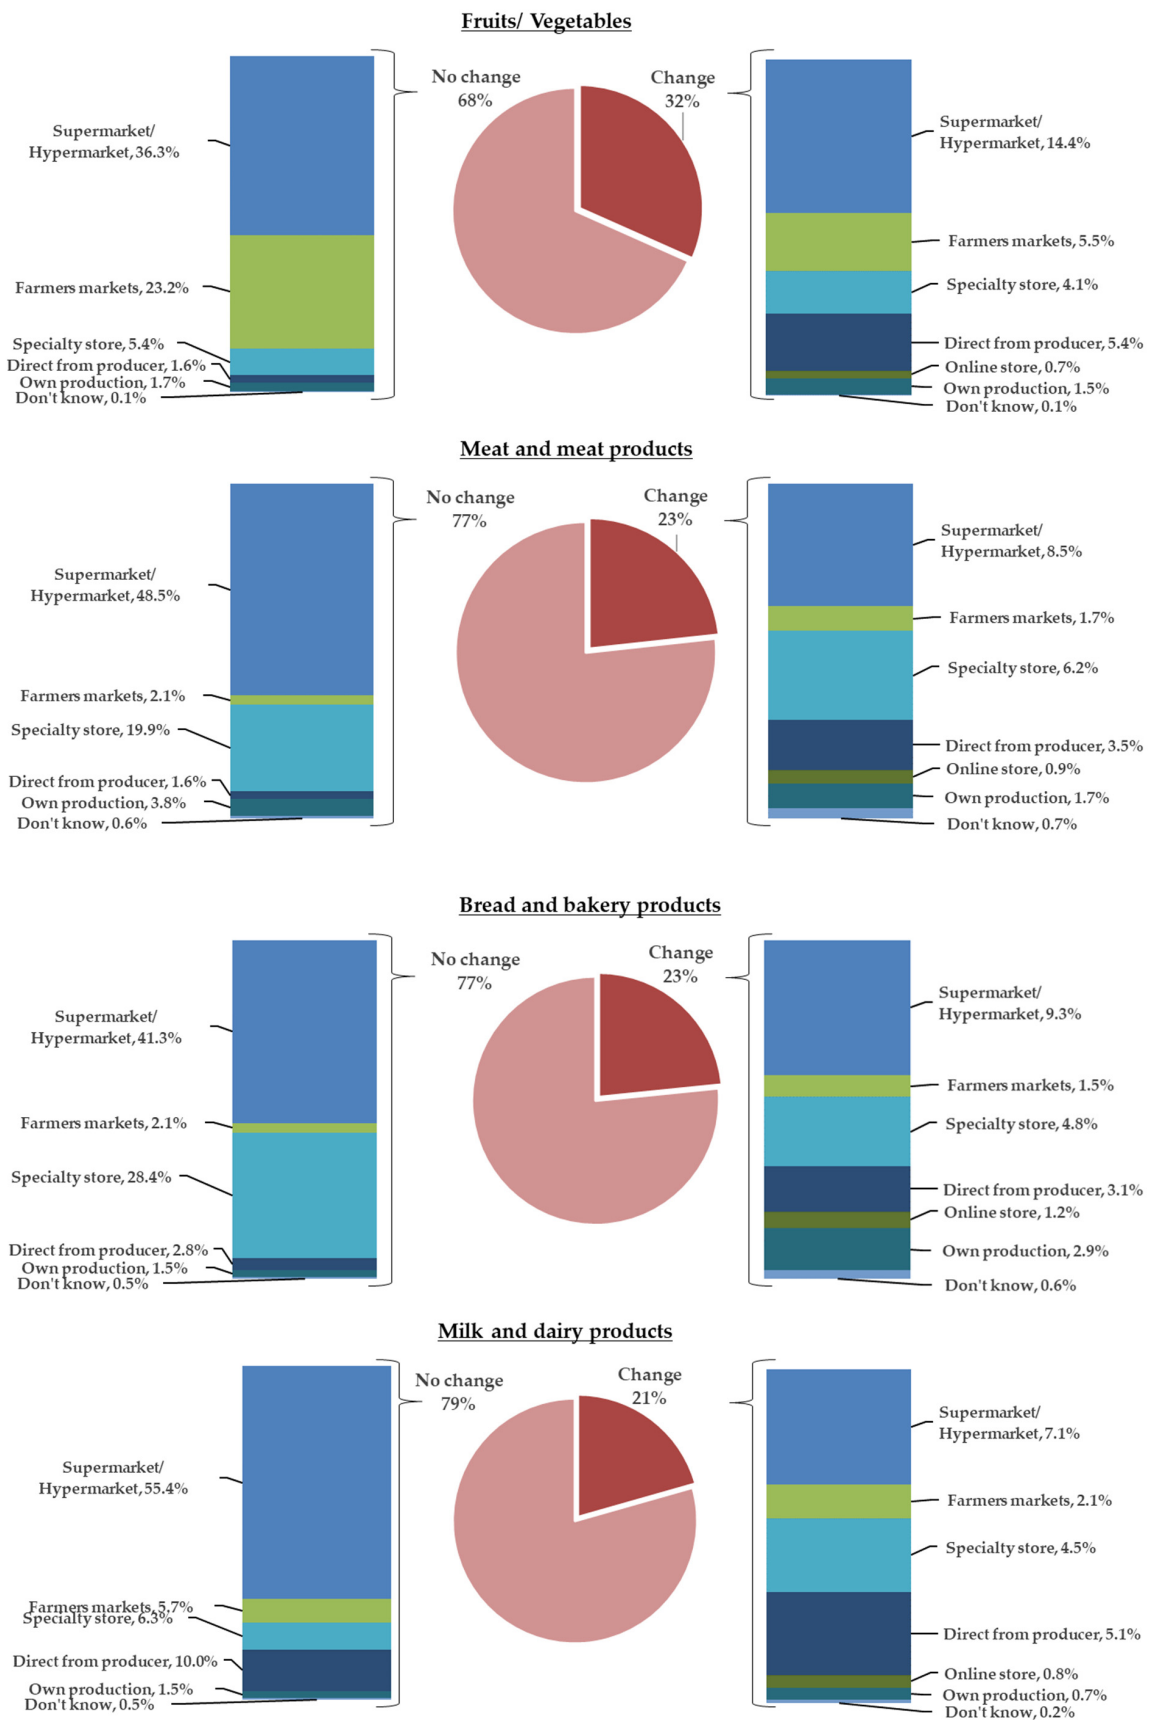 Fruits/ Vegetables
No change
68%
Change
32%
Supermarket/
Hypermarket, 36.3%
Farmers markets, 23.2%
Specialty store, 5.4%
Direct from producer, 1.6%
Own production, 1.7%
Don't know, 0.1%
Supermarket/
Hypermarket, 14.4%
Farmers markets, 5.5%
Specialty store, 4.1%
Direct from producer, 5.4%
Online store, 0.7%
Own production, 1.5%
Don't know, 0.1%
Meat and meat products
No change
77%
Change
23%
Supermarket/
Hypermarket, 48.5%
Farmers markets, 2.1%
Specialty store, 19.9%
Direct from producer, 1.6%
Own production, 3.8%
Don't know, 0.6%
Supermarket/
Hypermarket, 8.5%
Farmers markets, 1.7%
Specialty store, 6.2%
Direct from producer, 3.5%
Online store, 0.9%
Own production, 1.7%
Don't know, 0.7%
Bread and bakery products
No change
77%
Change
23%
Supermarket/
Hypermarket, 41.3%
Farmers markets, 2.1%
Specialty store, 28.4%
Direct from producer, 2.8%
Own production, 1.5%
Don't know, 0.5%
Supermarket/
Hypermarket, 9.3%
Farmers markets, 1.5%
Specialty store, 4.8%
Direct from producer, 3.1%
Online store, 1.2%
Own production, 2.9%
Don't know, 0.6%
Milk and dairy products
No change
79%
Change
21%
Supermarket/
Hypermarket, 55.4%
Farmers markets, 5.7%
Specialty store, 6.3%
Direct from producer, 10.0%
Own production, 1.5%
Don't know, 0.5%
Supermarket/
Hypermarket, 7.1%
Farmers markets, 2.1%
Specialty store, 4.5%
Direct from producer, 5.1%
Online store, 0.8%
Own production, 0.7%
Don't know, 0.2%